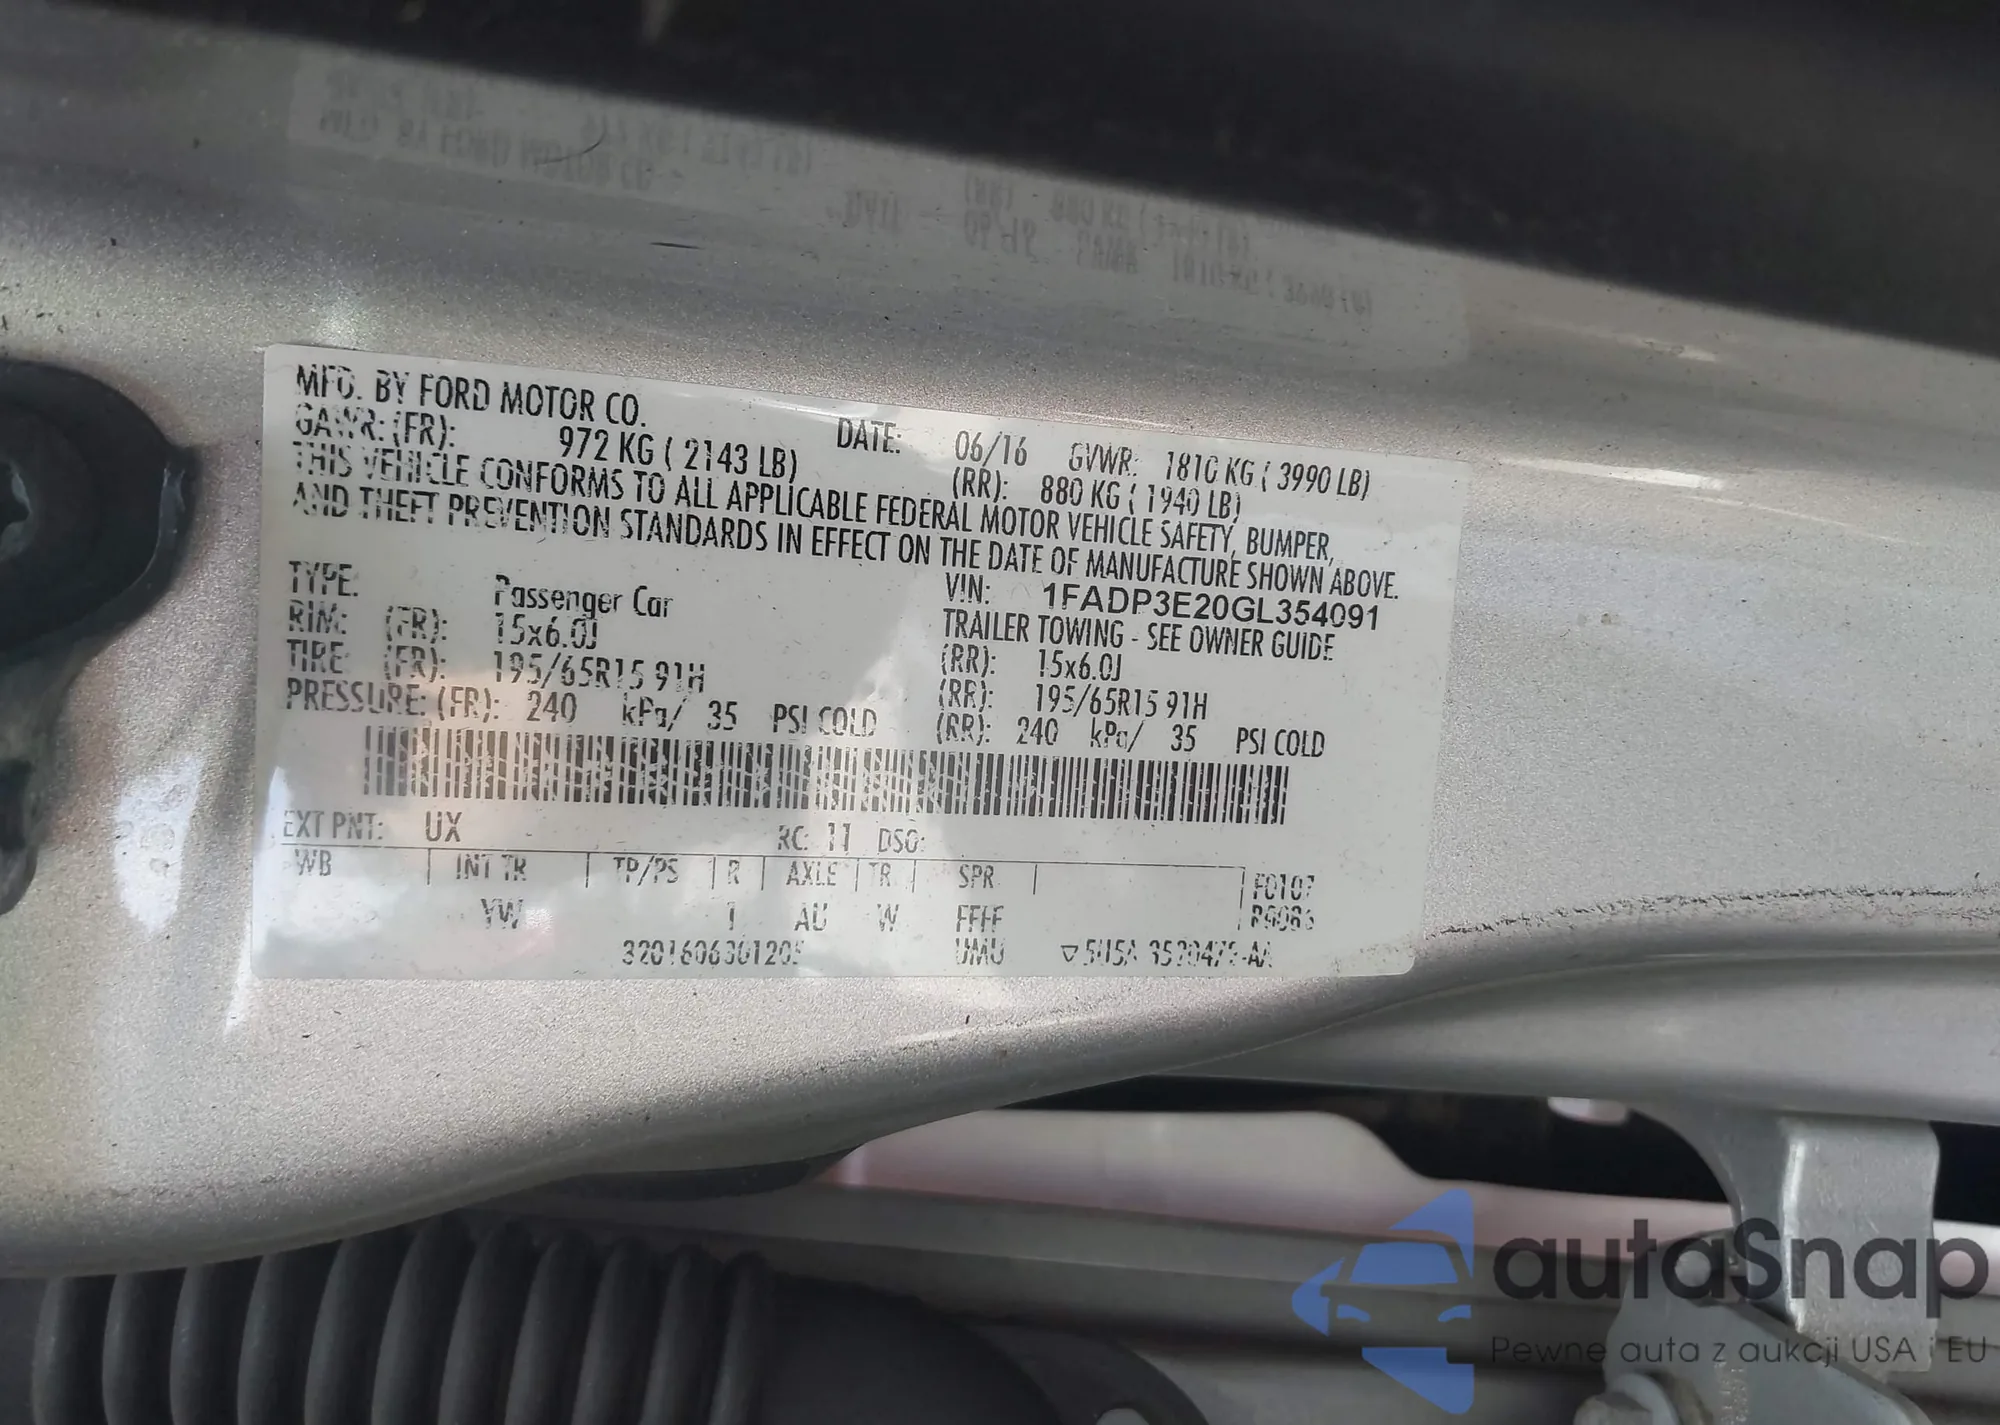 MFD. BY FORD MOTOR CO. DATE: 06/16 GVWR: 1810 KG ( 3990 LB)
GAWR: (FR): 972 KG ( 2143 LB) (RR): 880 KG ( 1940 LB)
THIS VEHICLE CONFORMS TO ALL APPLICABLE FEDERAL MOTOR VEHICLE SAFETY, BUMPER,
AND THEFT PREVENTION STANDARDS IN EFFECT ON THE DATE OF MANUFACTURE SHOWN ABOVE.
VIN: 1FADP3E20GL354091
TYPE: Passenger Car TRAILER TOWING - SEE OWNER GUIDE
RIM: (FR): 15x6.0J (RR): 15x6.0J
TIRE (FR): 195/65R15 91H (RR): 195/65R15 91H
PRESSURE: (FR): 240 kPa/ 35 PSI COLD (RR): 240 kPa/ 35 PSI COLD
EXT PNT: UX RC: 11 DSO:
WB INT TR TP/PS R AXLE TR SPR F0107
YW 1 AU W FFFF
UMU
autaSnap
Pewne auta z aukcji USA i EU